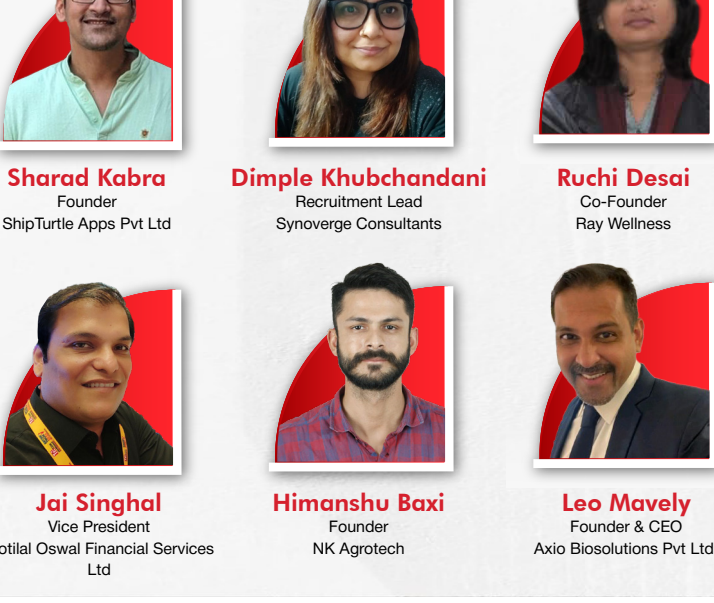 Sharad Kabra
Founder
ShipTurtle Apps Pvt Ltd
Dimple Khubchandani
Recruitment Lead
Synoverge Consultants
Ruchi Desai
Co-Founder
Ray Wellness
Jai Singhal
Vice President
otilal Oswal Financial Services
Ltd
Himanshu Baxi
Founder
NK Agrotech
Leo Mavely
Founder & CEO
Axio Biosolutions Pvt Ltd